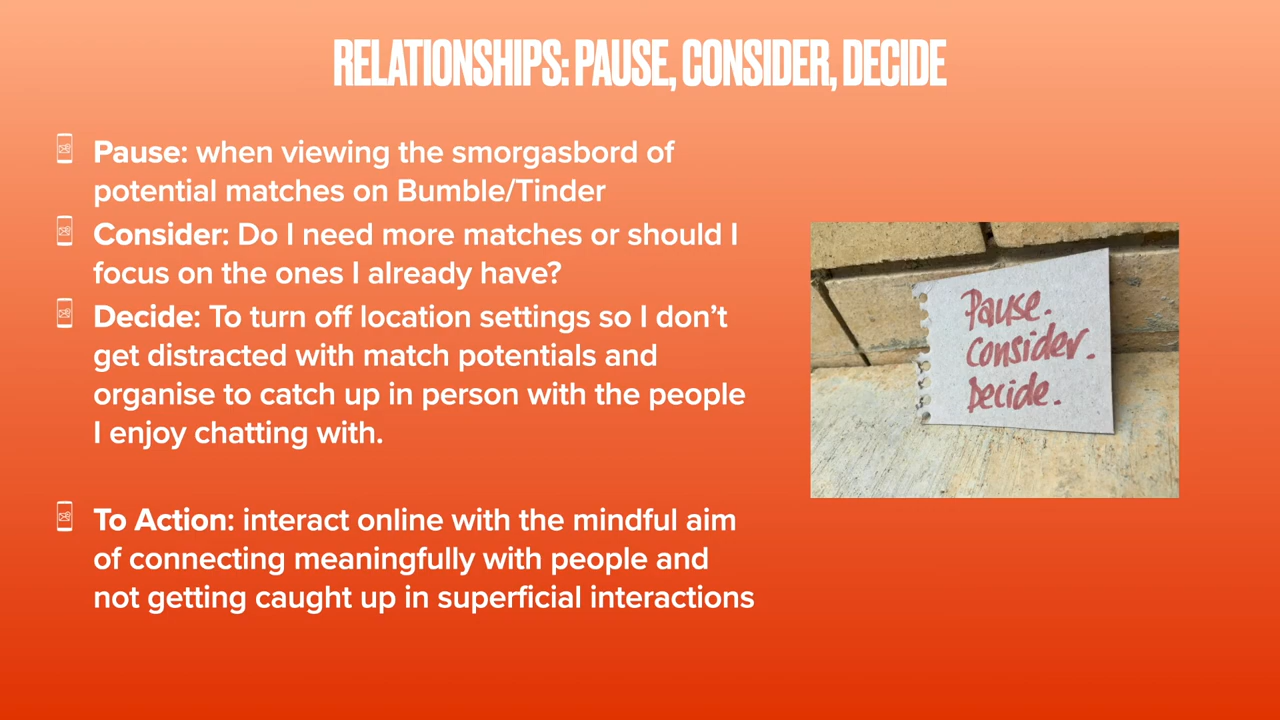 RELATIONSHIPS: PAUSE, CONSIDER, DECIDE
Pause: when viewing the smorgasbord of
potential matches on Bumble/Tinder
Consider: Do I need more matches or should I
focus on the ones I already have?
Decide: To turn off location settings so I don’t
get distracted with match potentials and
organise to catch up in person with the people
I enjoy chatting with.
To Action: interact online with the mindful aim
of connecting meaningfully with people and
not getting caught up in superficial interactions
Pause.
Consider.
Decide.